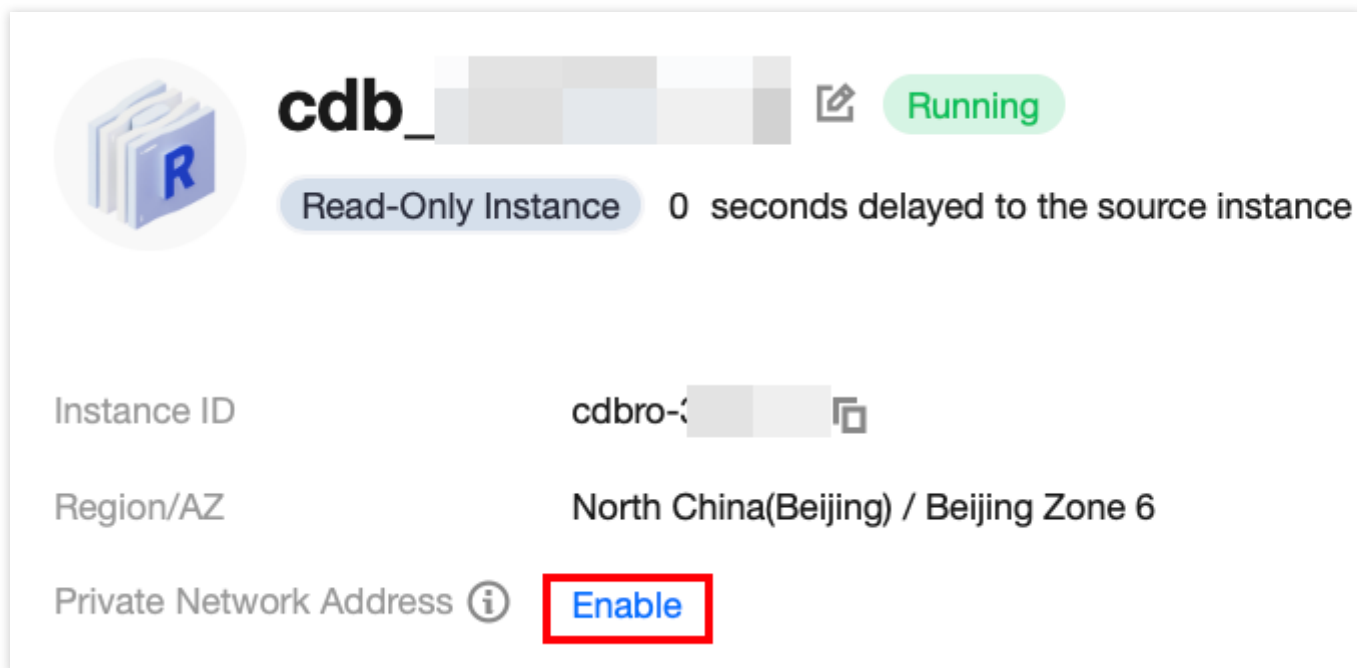 cdb_ Running
Read-Only Instance 0 seconds delayed to the source instance
Instance ID cdbro-
Region/AZ North China(Beijing) / Beijing Zone 6
Private Network Address Enable